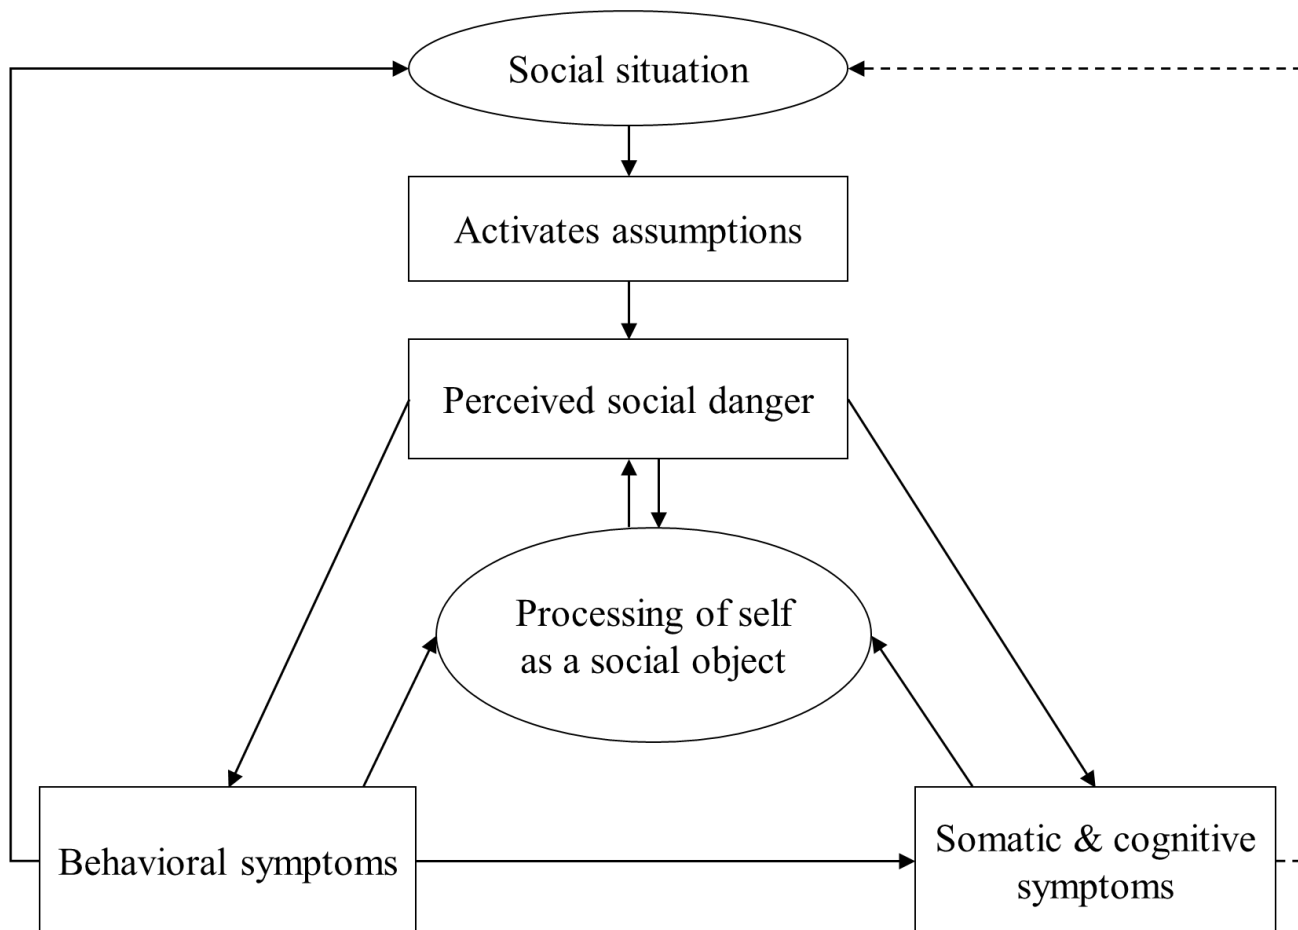 Social situation
Activates assumptions
Perceived social danger
Processing of self
as a social object
Behavioral symptoms
Somatic & cognitive
symptoms